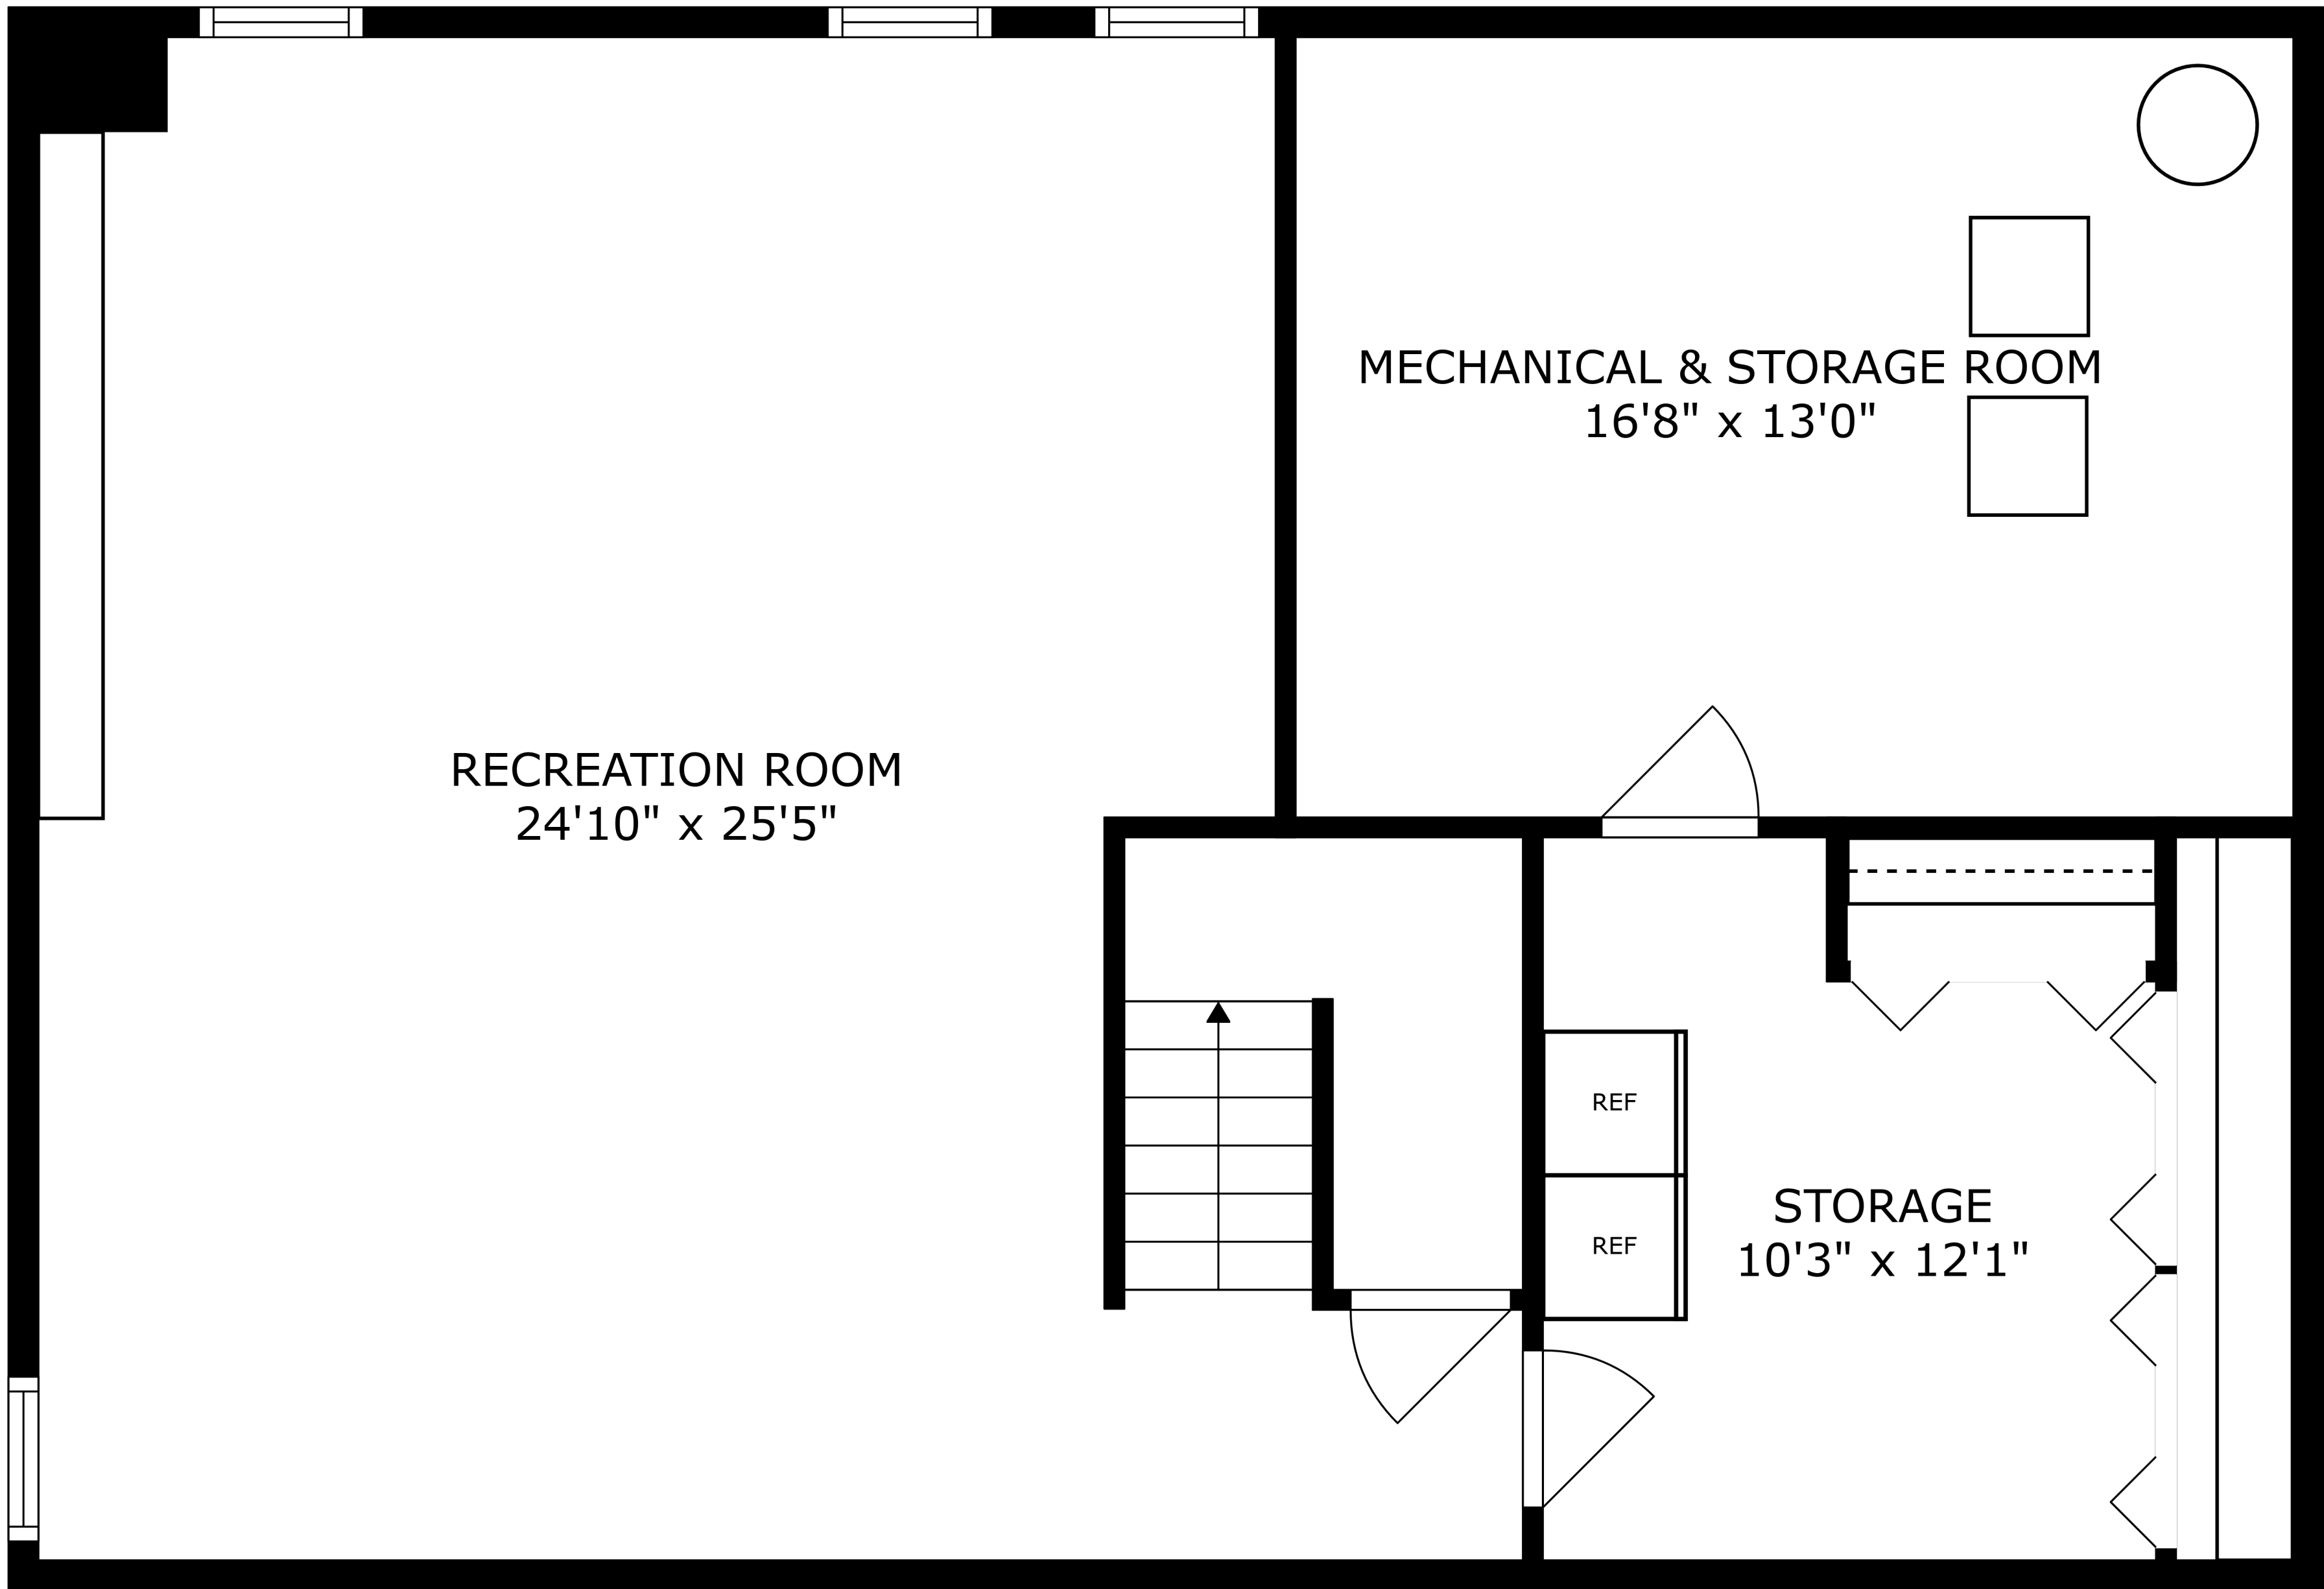 MECHANICAL & STORAGE ROOM
16'8" x 13'0"
RECREATION ROOM
24'10" x 25'5"
REF
REF
STORAGE
10'3" x 12'1"